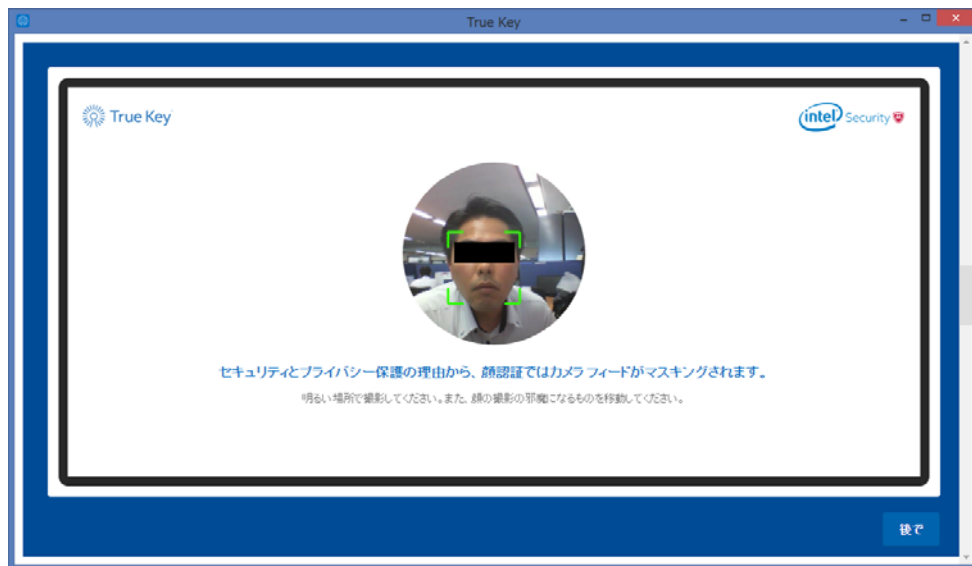 True Key
True Key
intel Security
セキュリティとプライバシー保護の理由から、顔認証ではカメラ フィードがマスキングされます。
明るい場所で撮影してください。また、顔の撮影の邪魔になるものを移動してください。
後で